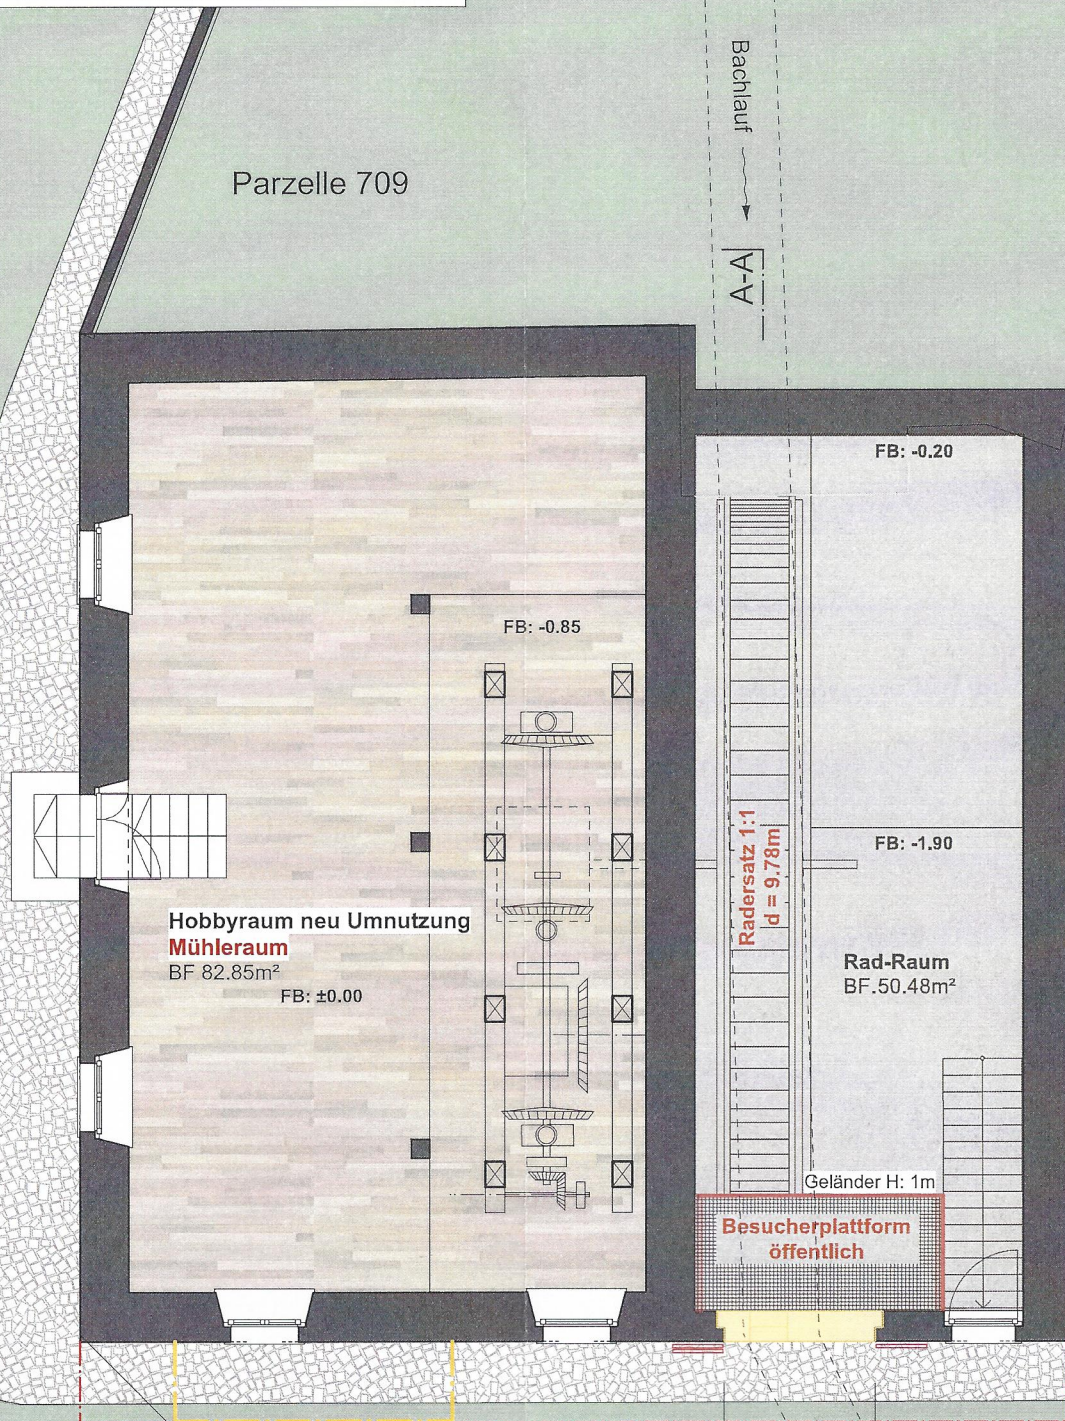 Bachlauf
Parzelle 709
A-A
FB: -0.20
FB: -0.85
Radersatz 1:1
d = 9.78m
FB: -1.90
Hobbyraum neu Umnutzung
Mühleraum
BF 82.85m²
FB: ±0.00
Rad-Raum
BF.50.48m²
Geländer H: 1m
Besucherplattform
öffentlich